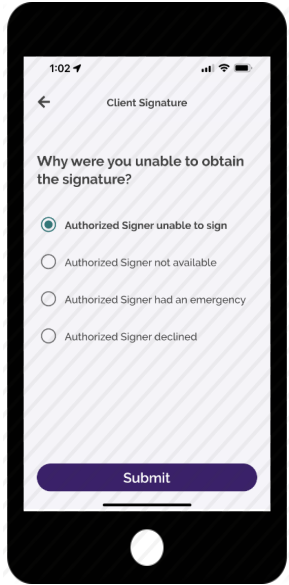 1:02
Client Signature
Why were you unable to obtain
the signature?
Authorized Signer unable to sign
Authorized Signer not available
Authorized Signer had an emergency
Authorized Signer declined
Submit